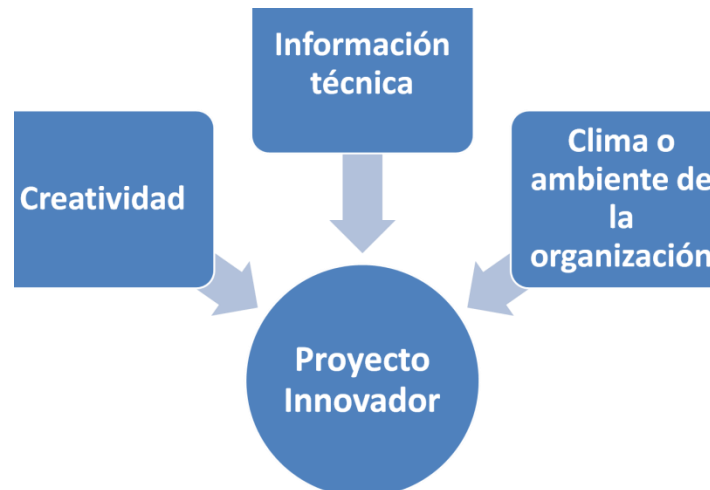 Información
técnica
Creatividad
Clima o
ambiente de
la
organización
Proyecto
Innovador